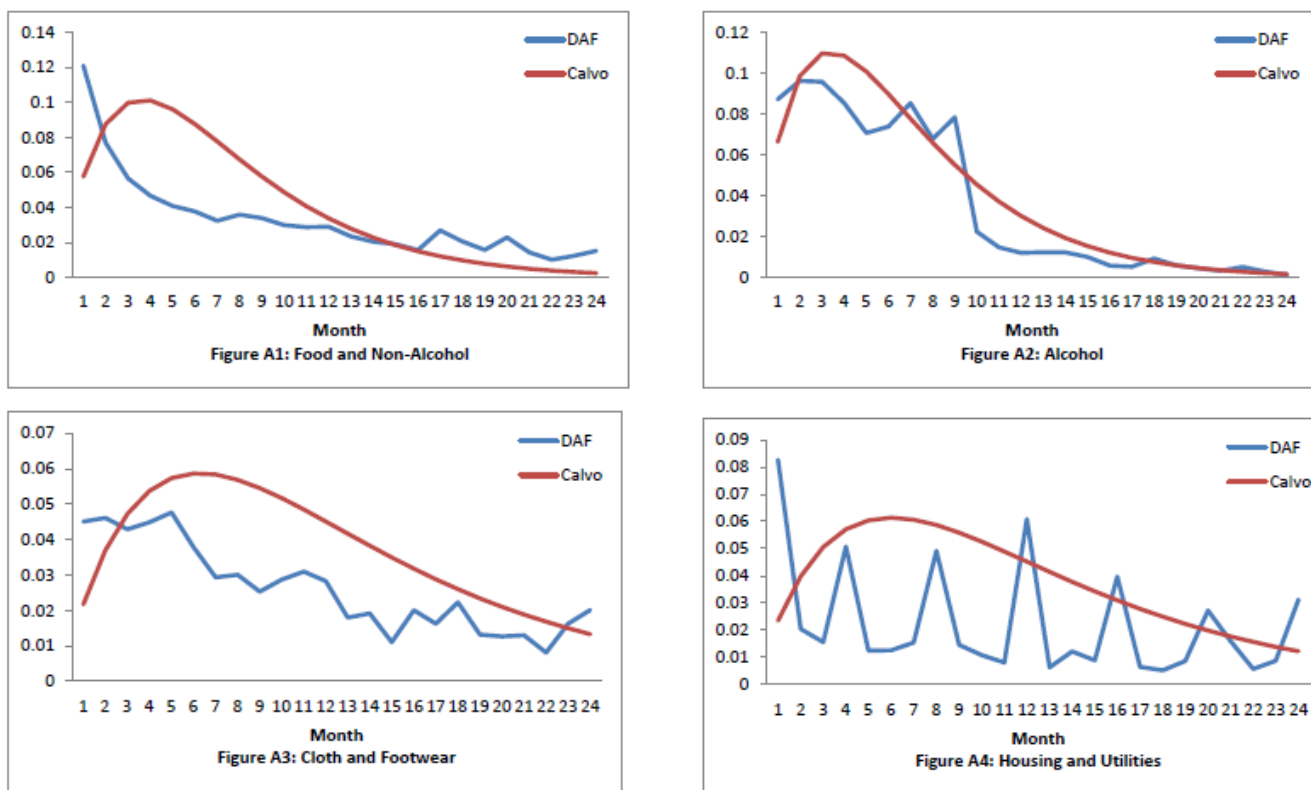 0.14
0.12
0.1
0.08
0.06
0.04
0.02
0
DAF
Calvo
1 2 3 4 5 6 7 8 9 10 11 12 13 14 15 16 17 18 19 20 21 22 23 24
Month
Figure A1: Food and Non-Alcohol
0.12
0.1
0.08
0.06
0.04
0.02
0
DAF
Calvo
1 2 3 4 5 6 7 8 9 10 11 12 13 14 15 16 17 18 19 20 21 22 23 24
Month
Figure A2: Alcohol
0.07
0.06
0.05
0.04
0.03
0.02
0.01
0
DAF
Calvo
1 2 3 4 5 6 7 8 9 10 11 12 13 14 15 16 17 18 19 20 21 22 23 24
Month
Figure A3: Cloth and Footwear
0.09
0.08
0.07
0.06
0.05
0.04
0.03
0.02
0.01
0
DAF
Calvo
1 2 3 4 5 6 7 8 9 10 11 12 13 14 15 16 17 18 19 20 21 22 23 24
Month
Figure A4: Housing and Utilities